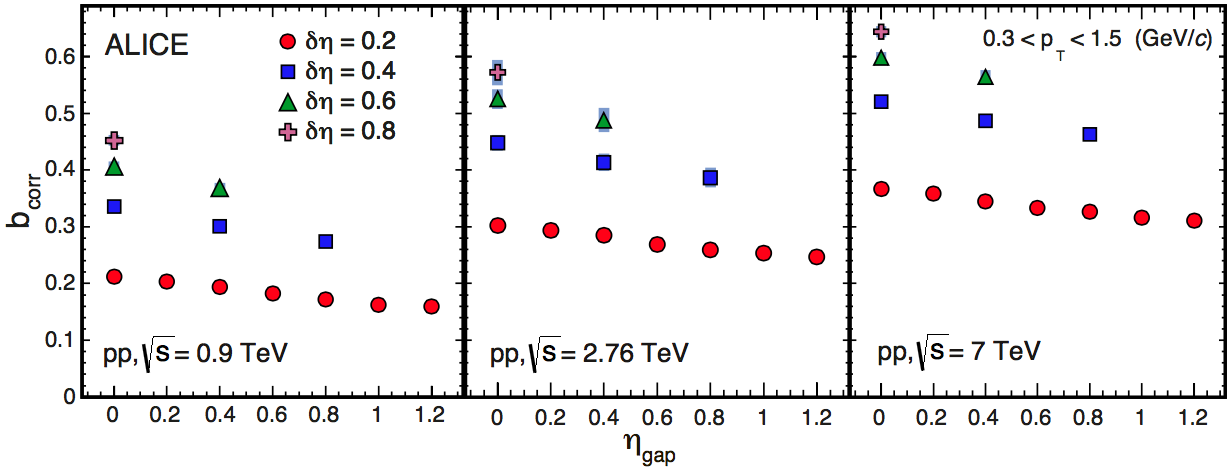 ALICE
δη = 0.2
δη = 0.4
δη = 0.6
δη = 0.8
0.3 < p_T < 1.5 (GeV/c)
b_corr
0.6
0.5
0.4
0.3
0.2
0.1
0
pp, √s = 0.9 TeV
pp, √s = 2.76 TeV
pp, √s = 7 TeV
0 0.2 0.4 0.6 0.8 1 1.2
0 0.2 0.4 0.6 0.8 1 1.2
0 0.2 0.4 0.6 0.8 1 1.2
η_gap